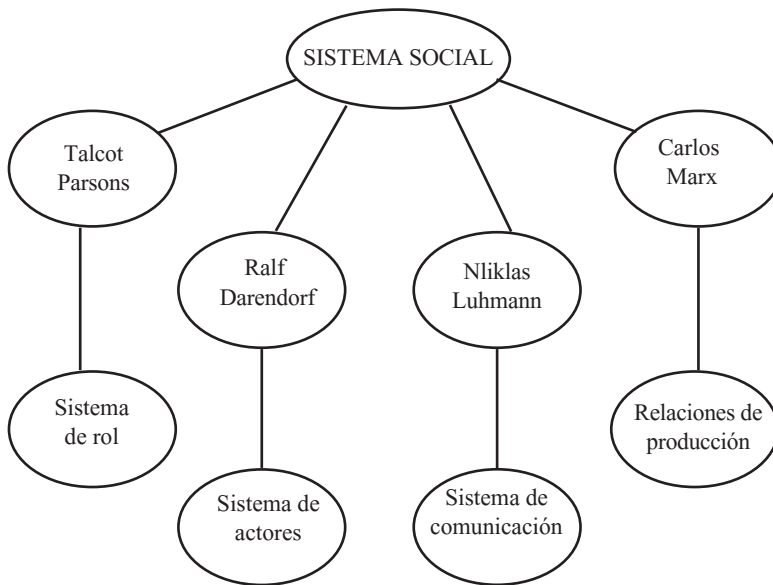 SISTEMA SOCIAL
Talcot
Parsons
Carlos
Marx
Ralf
Darendorf
Nliklas
Luhmann
Sistema
de rol
Relaciones de
producción
Sistema de
actores
Sistema de
comunicación